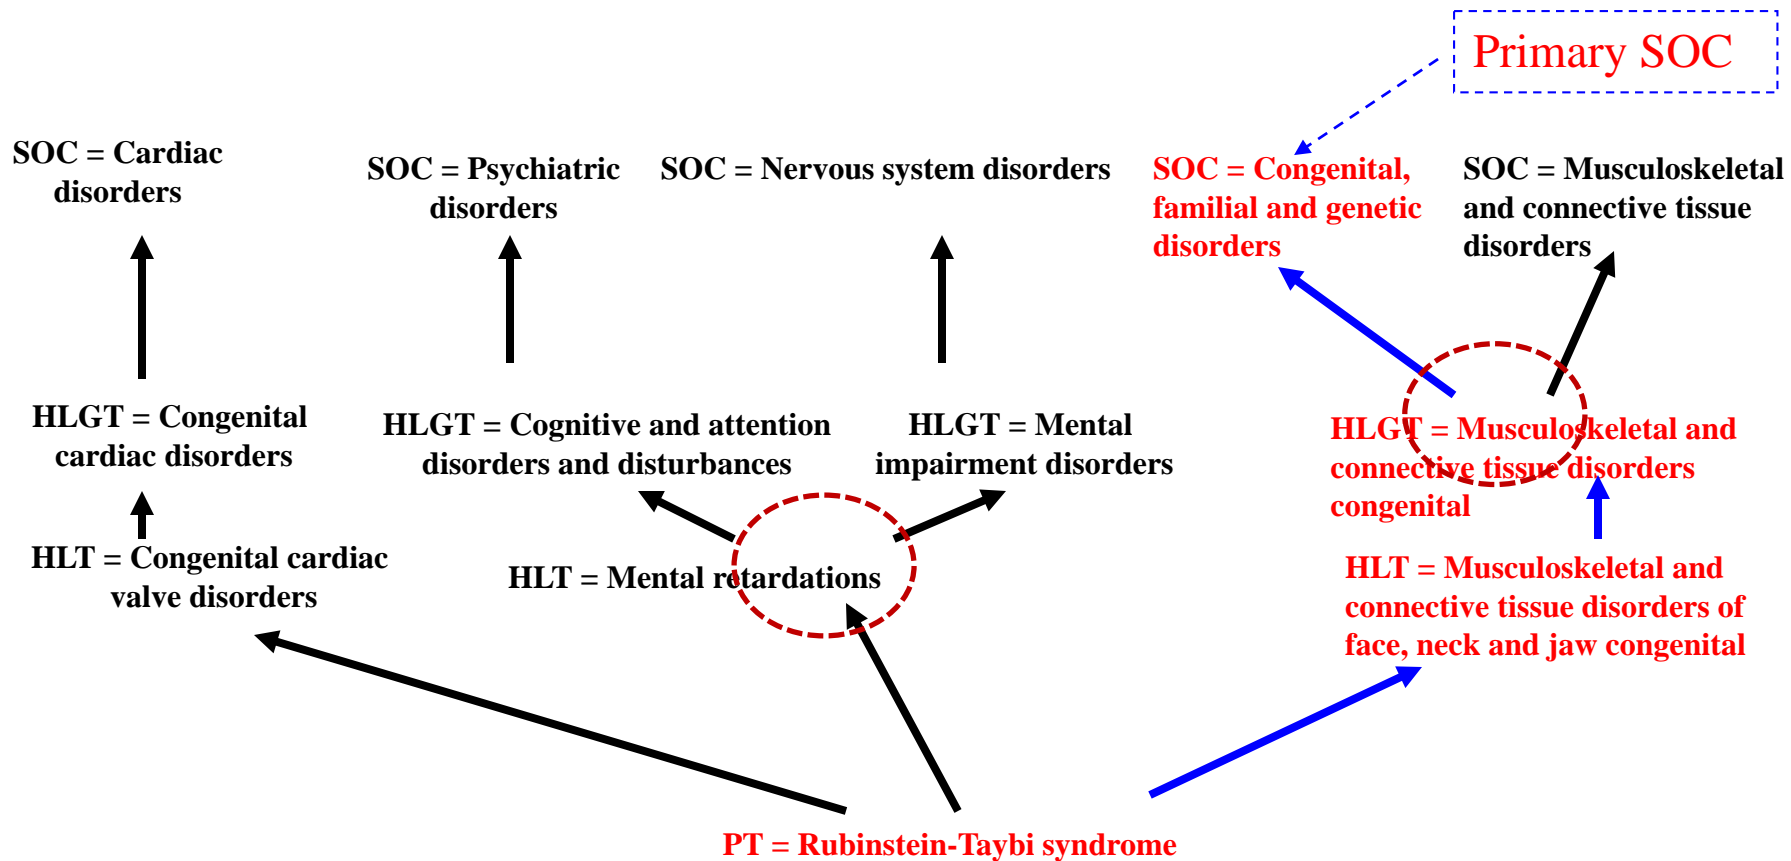 Primary SOC
SOC = Cardiac
disorders
SOC = Psychiatric
disorders
SOC = Nervous system disorders
SOC = Congenital,
familial and genetic
disorders
SOC = Musculoskeletal
and connective tissue
disorders
HLGT = Congenital
cardiac disorders
HLGT = Cognitive and attention
disorders and disturbances
HLGT = Mental
impairment disorders
HLGT = Musculoskeletal and
connective tissue disorders
congenital
HLT = Congenital cardiac
valve disorders
HLT = Mental retardations
HLT = Musculoskeletal and
connective tissue disorders of
face, neck and jaw congenital
PT = Rubinstein-Taybi syndrome